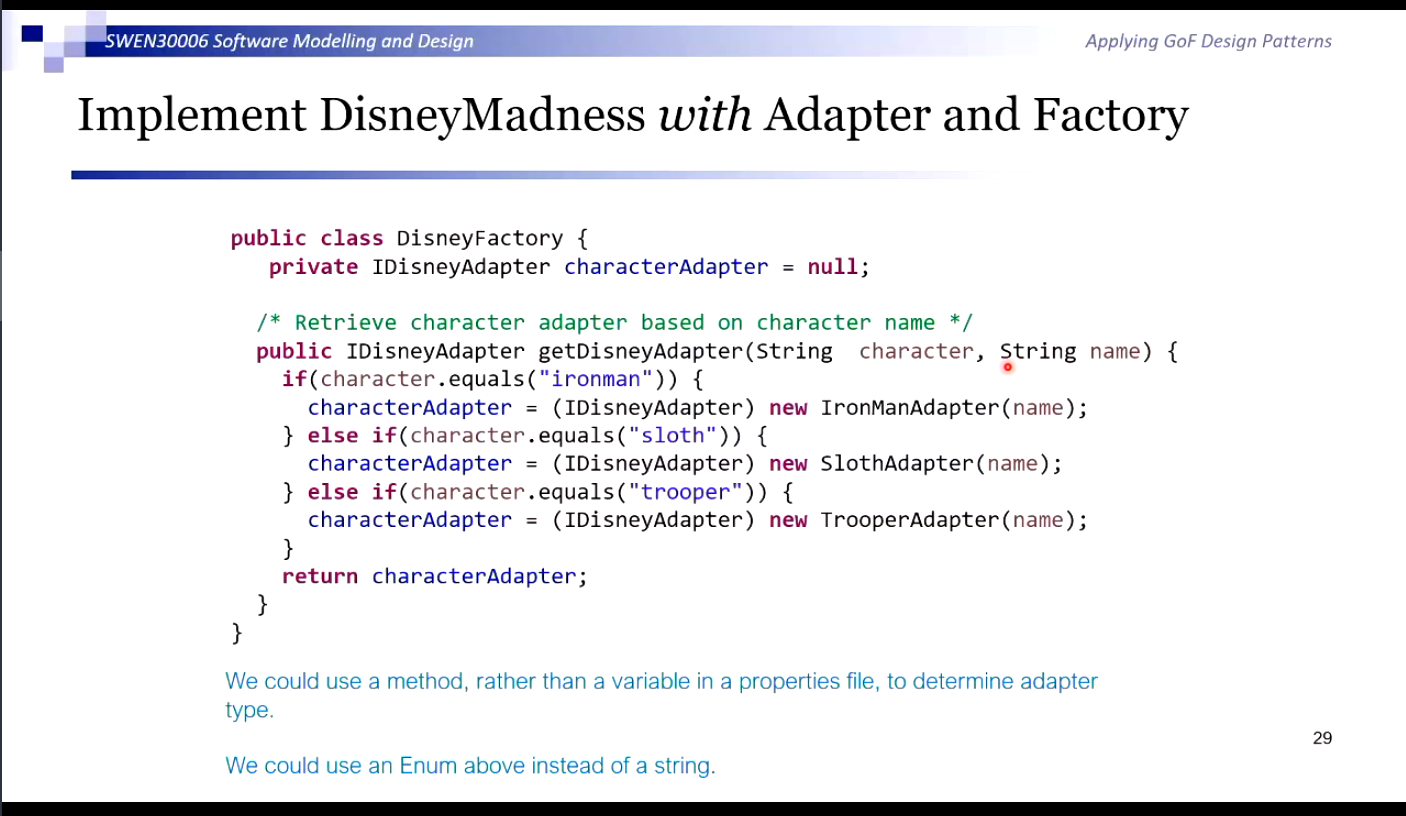 SWEN30006 Software Modelling and Design
Applying GoF Design Patterns
Implement DisneyMadness with Adapter and Factory
public class DisneyFactory {
private IDisneyAdapter characterAdapter = null;
/* Retrieve character adapter based on character name */
public IDisneyAdapter getDisneyAdapter(String  character, String name) {
if(character.equals("ironman")) {
characterAdapter = (IDisneyAdapter) new IronManAdapter(name);
} else if(character.equals("sloth")) {
characterAdapter = (IDisneyAdapter) new SlothAdapter(name);
} else if(character.equals("trooper")) {
characterAdapter = (IDisneyAdapter) new TrooperAdapter(name);
}
return characterAdapter;
}
}
We could use a method, rather than a variable in a properties file, to determine adapter
type.
29
We could use an Enum above instead of a string.